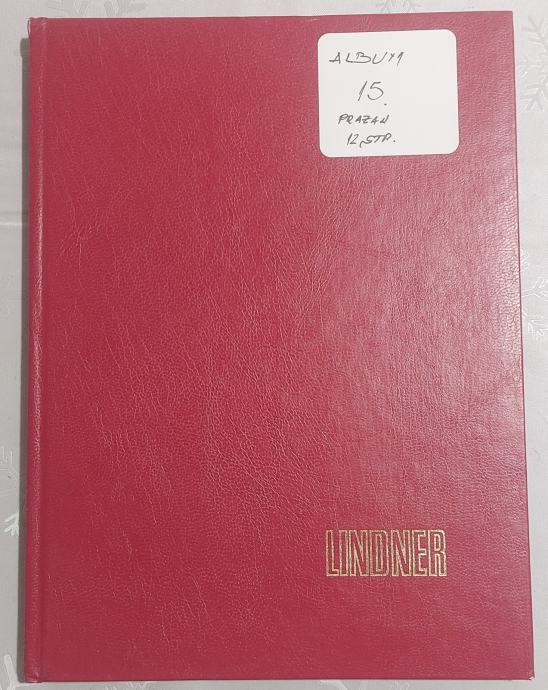 ALBUM
15.
PRAZAN
12 STR.
LINDNER